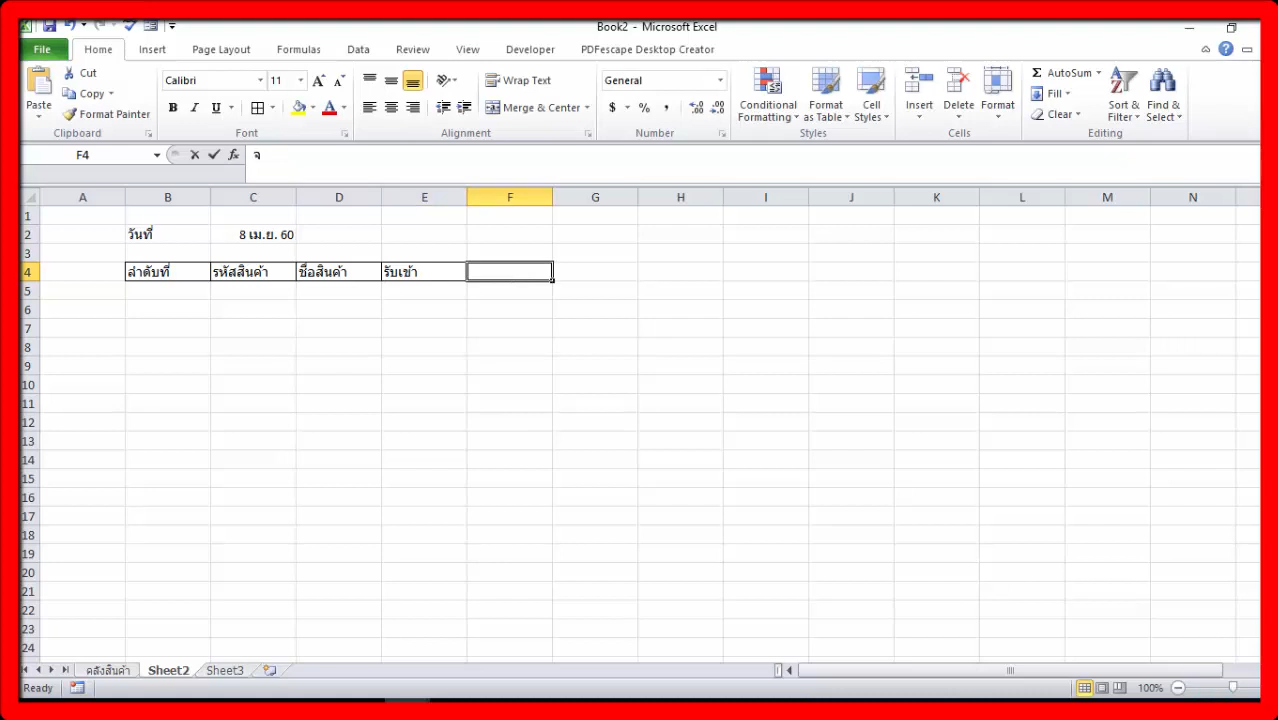 Book2 - Microsoft Excel
File Home Insert Page Layout Formulas Data Review View Developer PDFescape Desktop Creator
Paste
Cut
Copy
Format Painter
Clipboard
Calibri 11
B I U
Font
Wrap Text
Merge & Center
Alignment
General
$ % ,
Number
Conditional Formatting
Format as Table
Cell Styles
Styles
Insert Delete Format
Cells
Σ AutoSum
Fill
Clear
Sort & Filter
Find & Select
Editing
F4 fx จ
A B C D E F G H I J K L M N
1
2 วันที่ 8 เม.ย. 60
3
4 ลำดับที่ รหัสสินค้า ชื่อสินค้า รับเข้า
5
6
7
8
9
10
11
12
13
14
15
16
17
18
19
20
21
22
23
24
คลังสินค้า Sheet2 Sheet3
Ready 100%